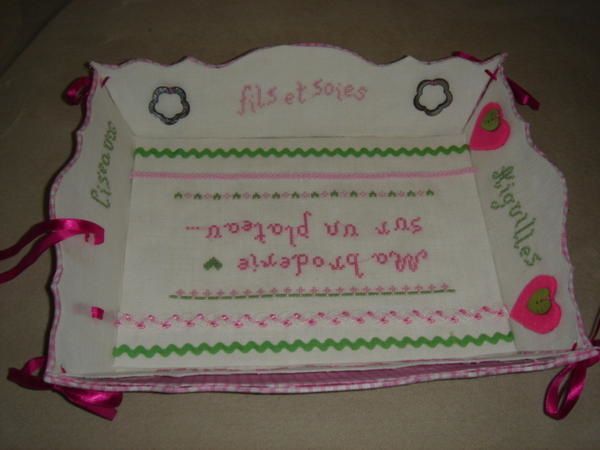 fils et soies
Ciseaux
Aiguilles
Ma broderie
sur un plateau...